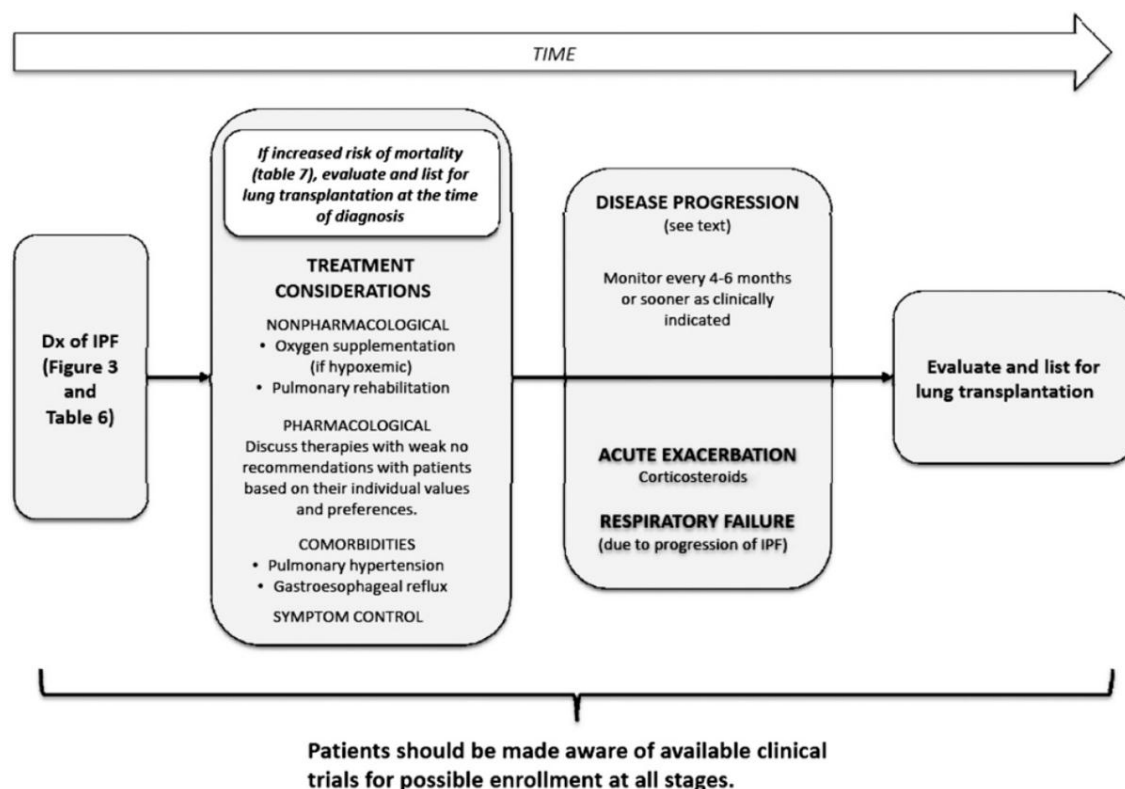 TIME
Dx of IPF
(Figure 3
and
Table 6)
If increased risk of mortality
(table 7), evaluate and list for
lung transplantation at the time
of diagnosis
TREATMENT
CONSIDERATIONS
NONPHARMACOLOGICAL
• Oxygen supplementation
(if hypoxemic)
• Pulmonary rehabilitation
PHARMACOLOGICAL
Discuss therapies with weak no
recommendations with patients
based on their individual values
and preferences.
COMORBIDITIES
• Pulmonary hypertension
• Gastroesophageal reflux
SYMPTOM CONTROL
DISEASE PROGRESSION
(see text)
Monitor every 4-6 months
or sooner as clinically
indicated
ACUTE EXACERBATION
Corticosteroids
RESPIRATORY FAILURE
(due to progression of IPF)
Evaluate and list for
lung transplantation
Patients should be made aware of available clinical
trials for possible enrollment at all stages.